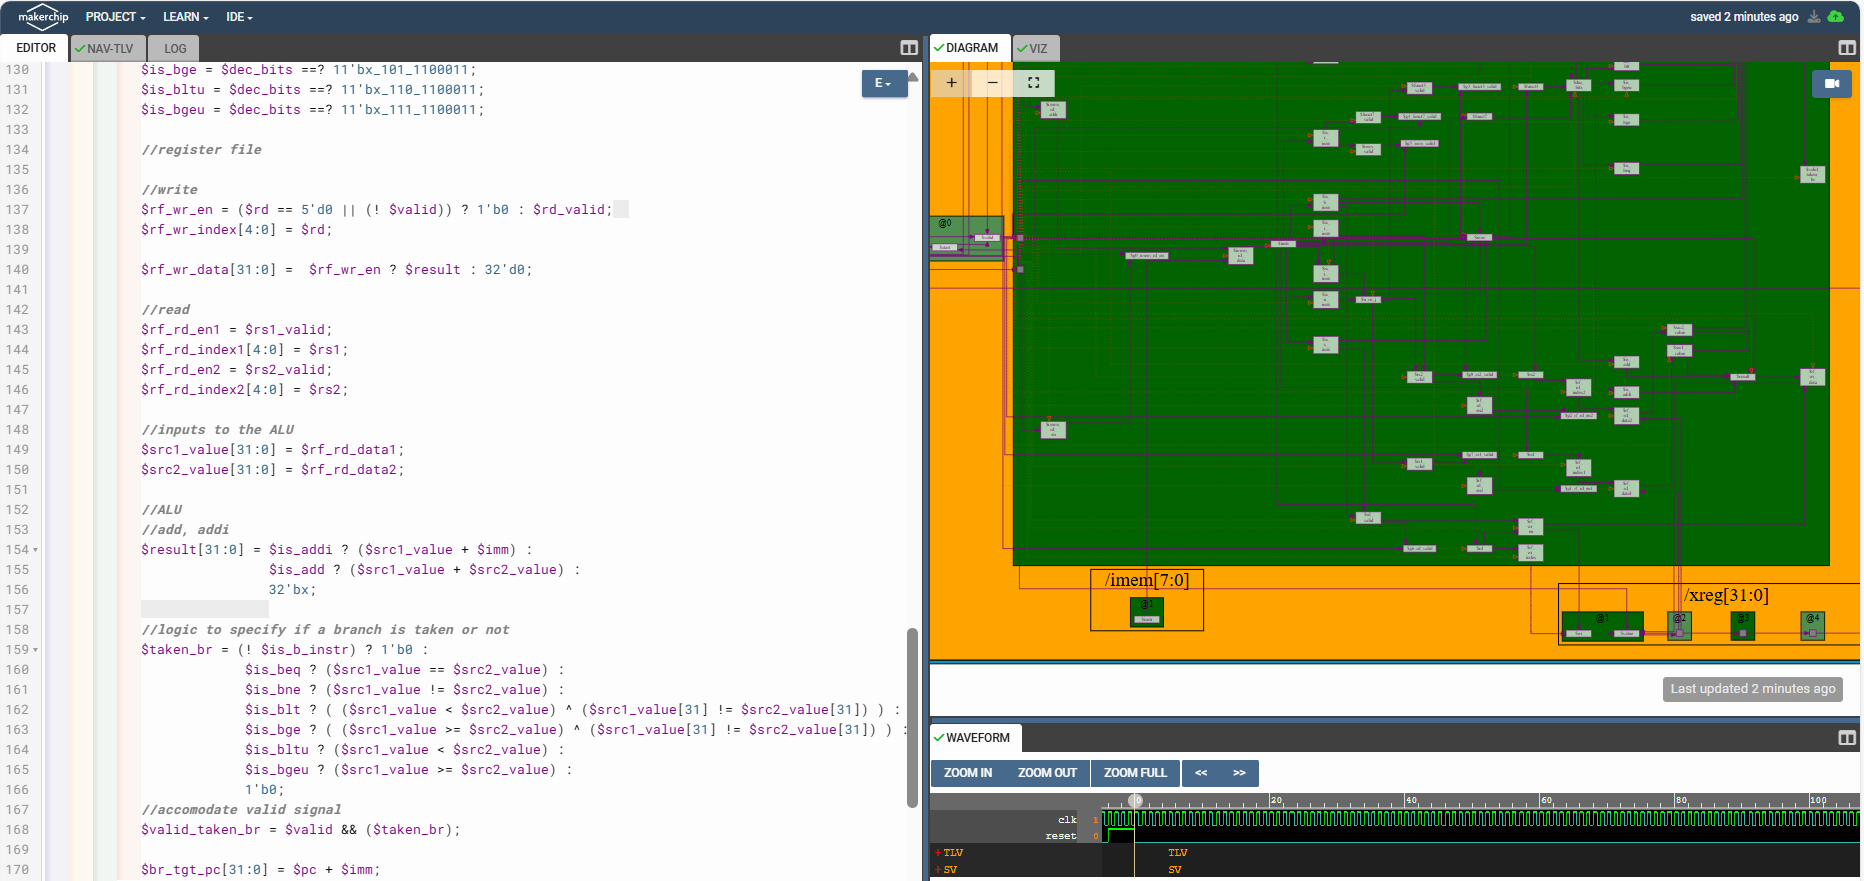 makerchip PROJECT LEARN IDE saved 2 minutes ago
EDITOR NAV-TLV LOG
130 $is_bge = $dec_bits ==? 11'bx_101_1100011;
131 $is_bltu = $dec_bits ==? 11'bx_110_1100011;
132 $is_bgeu = $dec_bits ==? 11'bx_111_1100011;
133
134 //register file
135
136 //write
137 $rf_wr_en = ($rd == 5'd0 || (! $valid)) ? 1'b0 : $rd_valid;
138 $rf_wr_index[4:0] = $rd;
139
140 $rf_wr_data[31:0] =  $rf_wr_en ? $result : 32'd0;
141
142 //read
143 $rf_rd_en1 = $rs1_valid;
144 $rf_rd_index1[4:0] = $rs1;
145 $rf_rd_en2 = $rs2_valid;
146 $rf_rd_index2[4:0] = $rs2;
147
148 //inputs to the ALU
149 $src1_value[31:0] = $rf_rd_data1;
150 $src2_value[31:0] = $rf_rd_data2;
151
152 //ALU
153 //add, addi
154 $result[31:0] = $is_addi ? ($src1_value + $imm) :
155 $is_add ? ($src1_value + $src2_value) :
156 32'bx;
157
158 //logic to specify if a branch is taken or not
159 $taken_br = (! $is_b_instr) ? 1'b0 :
160 $is_beq ? ($src1_value == $src2_value) :
161 $is_bne ? ($src1_value != $src2_value) :
162 $is_blt ? ( ($src1_value < $src2_value) ^ ($src1_value[31] != $src2_value[31]) ) :
163 $is_bge ? ( ($src1_value >= $src2_value) ^ ($src1_value[31] != $src2_value[31]) ) :
164 $is_bltu ? ($src1_value < $src2_value) :
165 $is_bgeu ? ($src1_value >= $src2_value) :
166 1'b0;
167 //accomodate valid signal
168 $valid_taken_br = $valid && ($taken_br);
169
170 $br_tgt_pc[31:0] = $pc + $imm;
E
DIAGRAM VIZ
+ −
@0
/imem[7:0]
@1
/xreg[31:0]
@1 @2 @3 @4
Last updated 2 minutes ago
WAVEFORM
ZOOM IN ZOOM OUT ZOOM FULL << >>
0 20 40 60 80 100
clk 1
reset 0
+ TLV TLV
+ SV SV